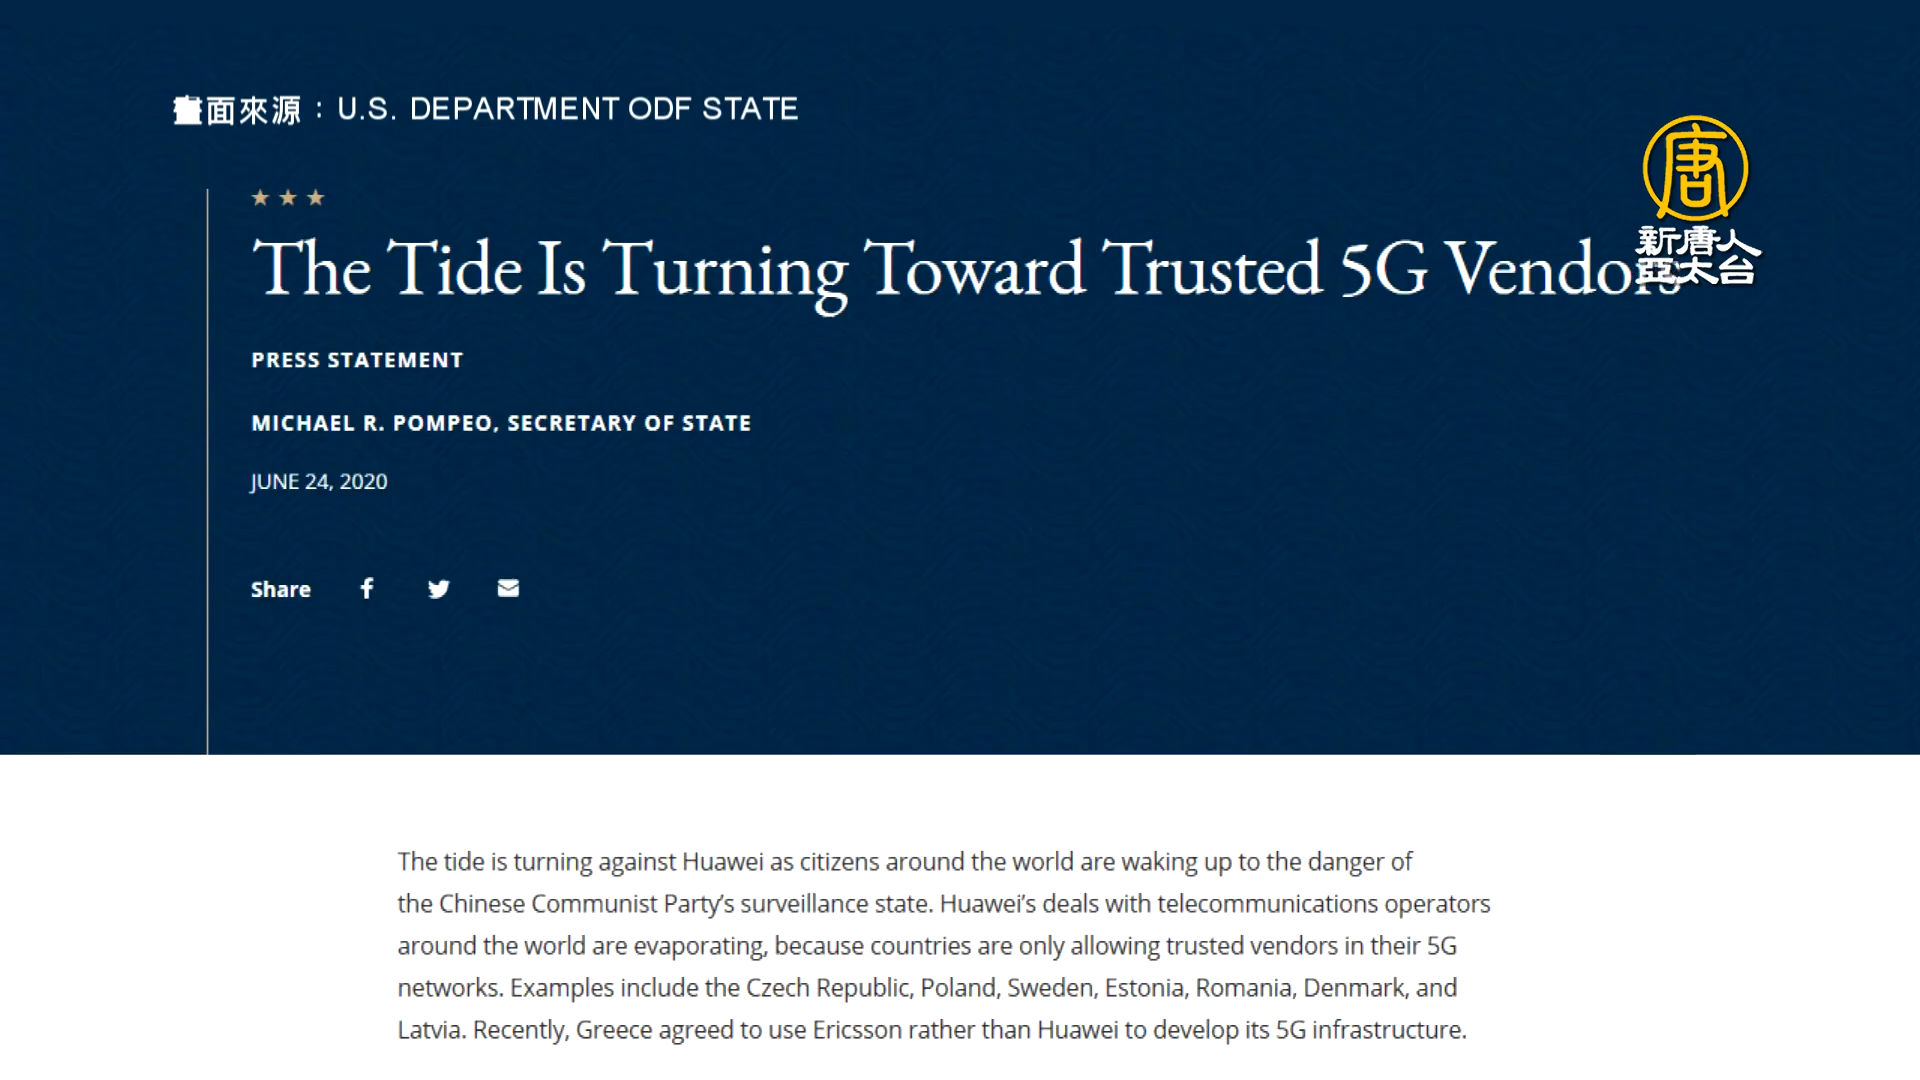 畫面來源：U.S. DEPARTMENT ODF STATE
唐
新唐人
亞太台
The Tide Is Turning Toward Trusted 5G Vendors
PRESS STATEMENT
MICHAEL R. POMPEO, SECRETARY OF STATE
JUNE 24, 2020
Share
The tide is turning against Huawei as citizens around the world are waking up to the danger of
the Chinese Communist Party’s surveillance state. Huawei’s deals with telecommunications operators
around the world are evaporating, because countries are only allowing trusted vendors in their 5G
networks. Examples include the Czech Republic, Poland, Sweden, Estonia, Romania, Denmark, and
Latvia. Recently, Greece agreed to use Ericsson rather than Huawei to develop its 5G infrastructure.